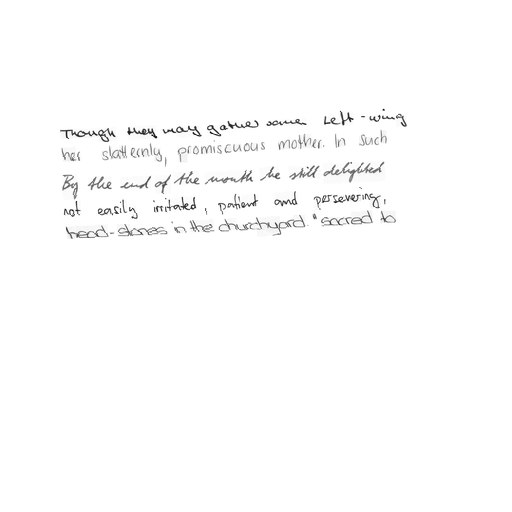 Though they may gather some Left-wing
her slatternly, promiscuous mother. In such
By the end of the month he still delighted
not easily irritated, patient and persevering,
head-stones in the churchyard. "sacred to